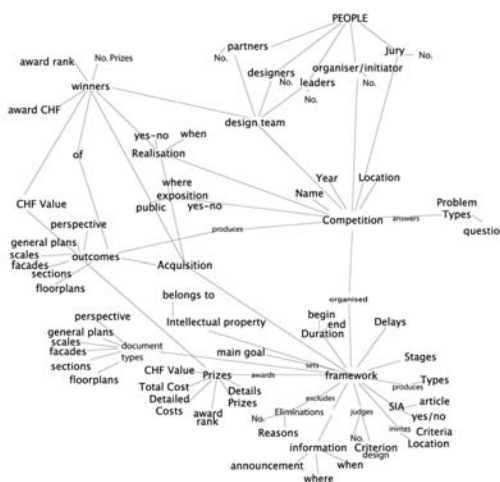 PEOPLE
partners
Jury
No.
No.
award rank
No. Prizes
designers
organiser/initiator
winners
No.
leaders
No.
No.
award CHF
design team
yes-no
when
of
Realisation
Year
Location
where
Name
exposition
CHF Value
public
yes-no
Problem
Types
perspective
Competition
answers
questio
produces
general plans
scales
outcomes
facades
sections
Acquisition
floorplans
belongs to
organised
perspective
Intellectual property
begin
end
Delays
Duration
general plans
scales
document
facades
types
main goal
Stages
sections
CHF Value
Prizes
awards
sets
framework
Types
produces
floorplans
Total Cost
Details
excludes
SIA
article
Detailed
Prizes
yes/no
Costs
award
rank
No.
Eliminations
judges
invites
Criteria
Reasons
No.
Location
information
Criterion
design
announcement
when
where